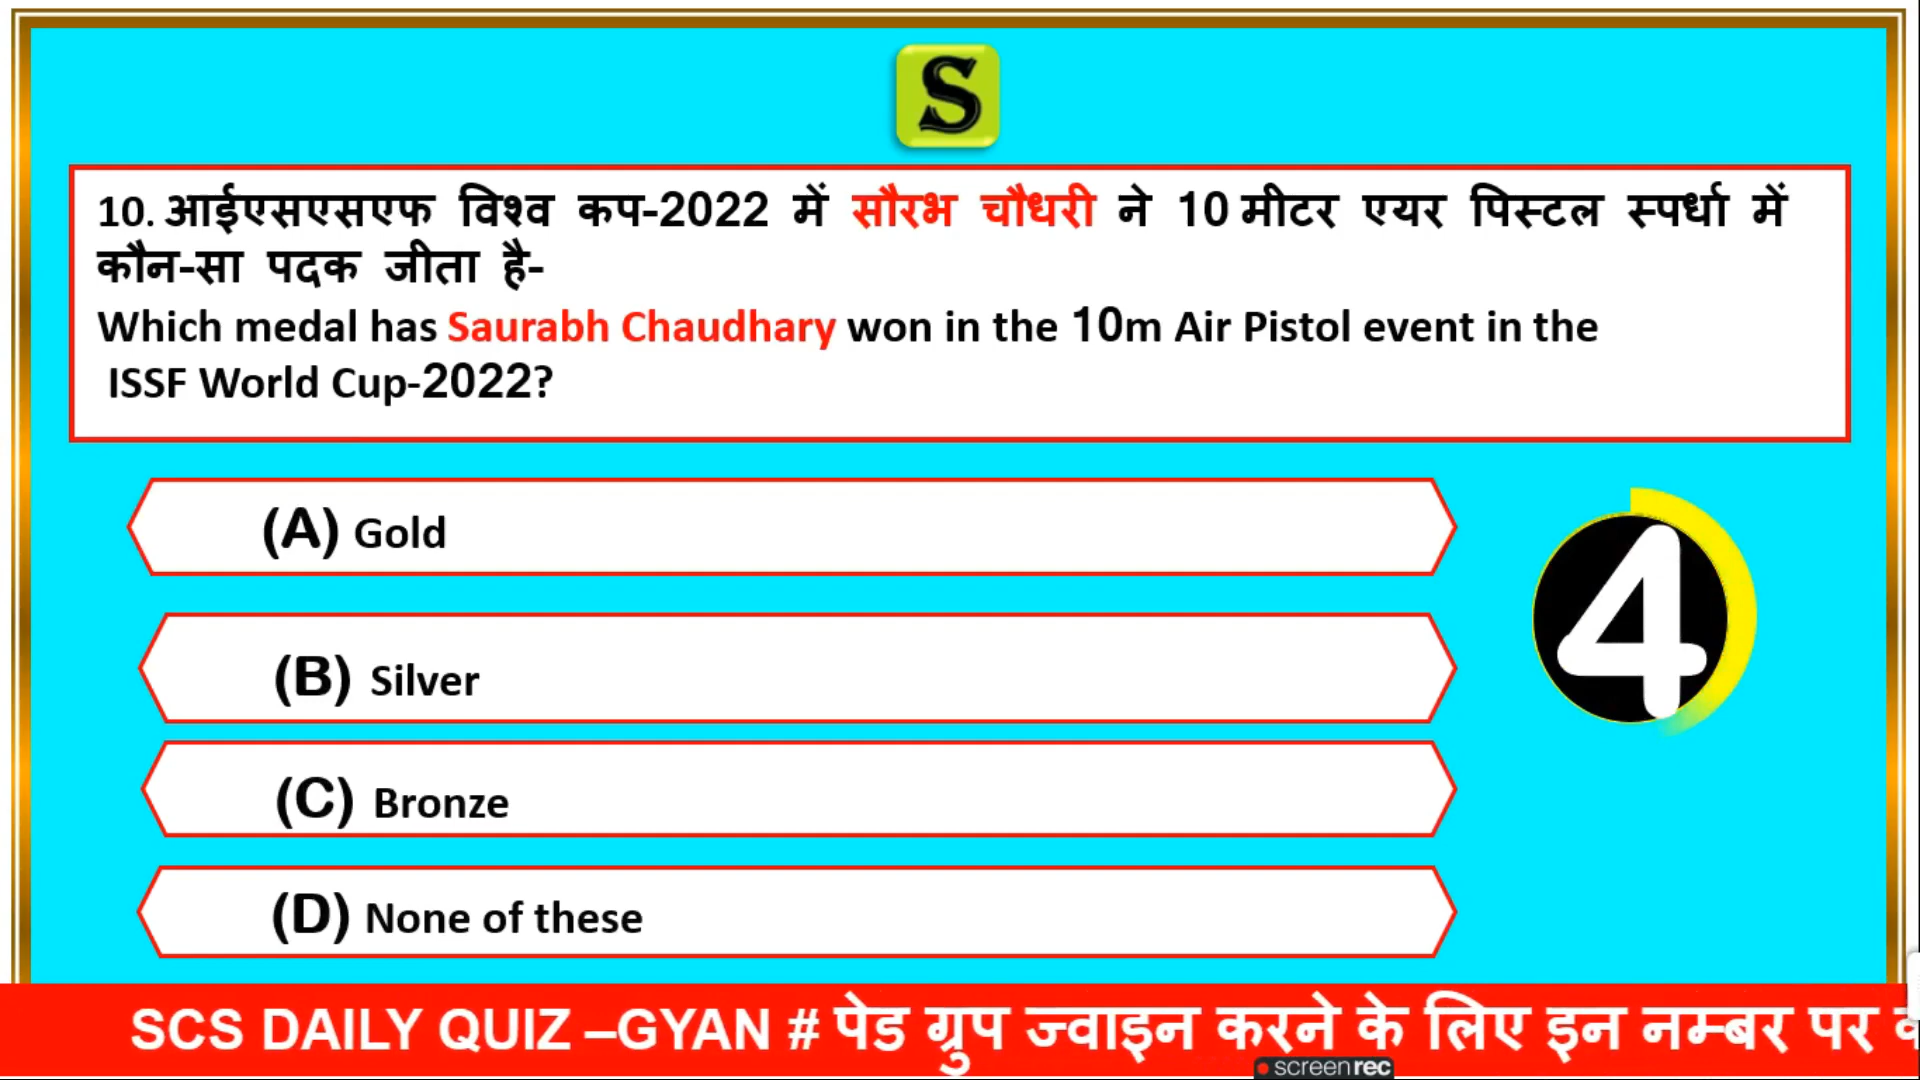 S
10. आईएसएसएफ विश्व कप-2022 में सौरभ चौधरी ने 10 मीटर एयर पिस्टल स्पर्धा में
कौन-सा पदक जीता है-
Which medal has Saurabh Chaudhary won in the 10m Air Pistol event in the
ISSF World Cup-2022?
(A) Gold
4
(B) Silver
(C) Bronze
(D) None of these
SCS DAILY QUIZ –GYAN # पेड ग्रुप ज्वाइन करने के लिए इन नम्बर पर
screenrec